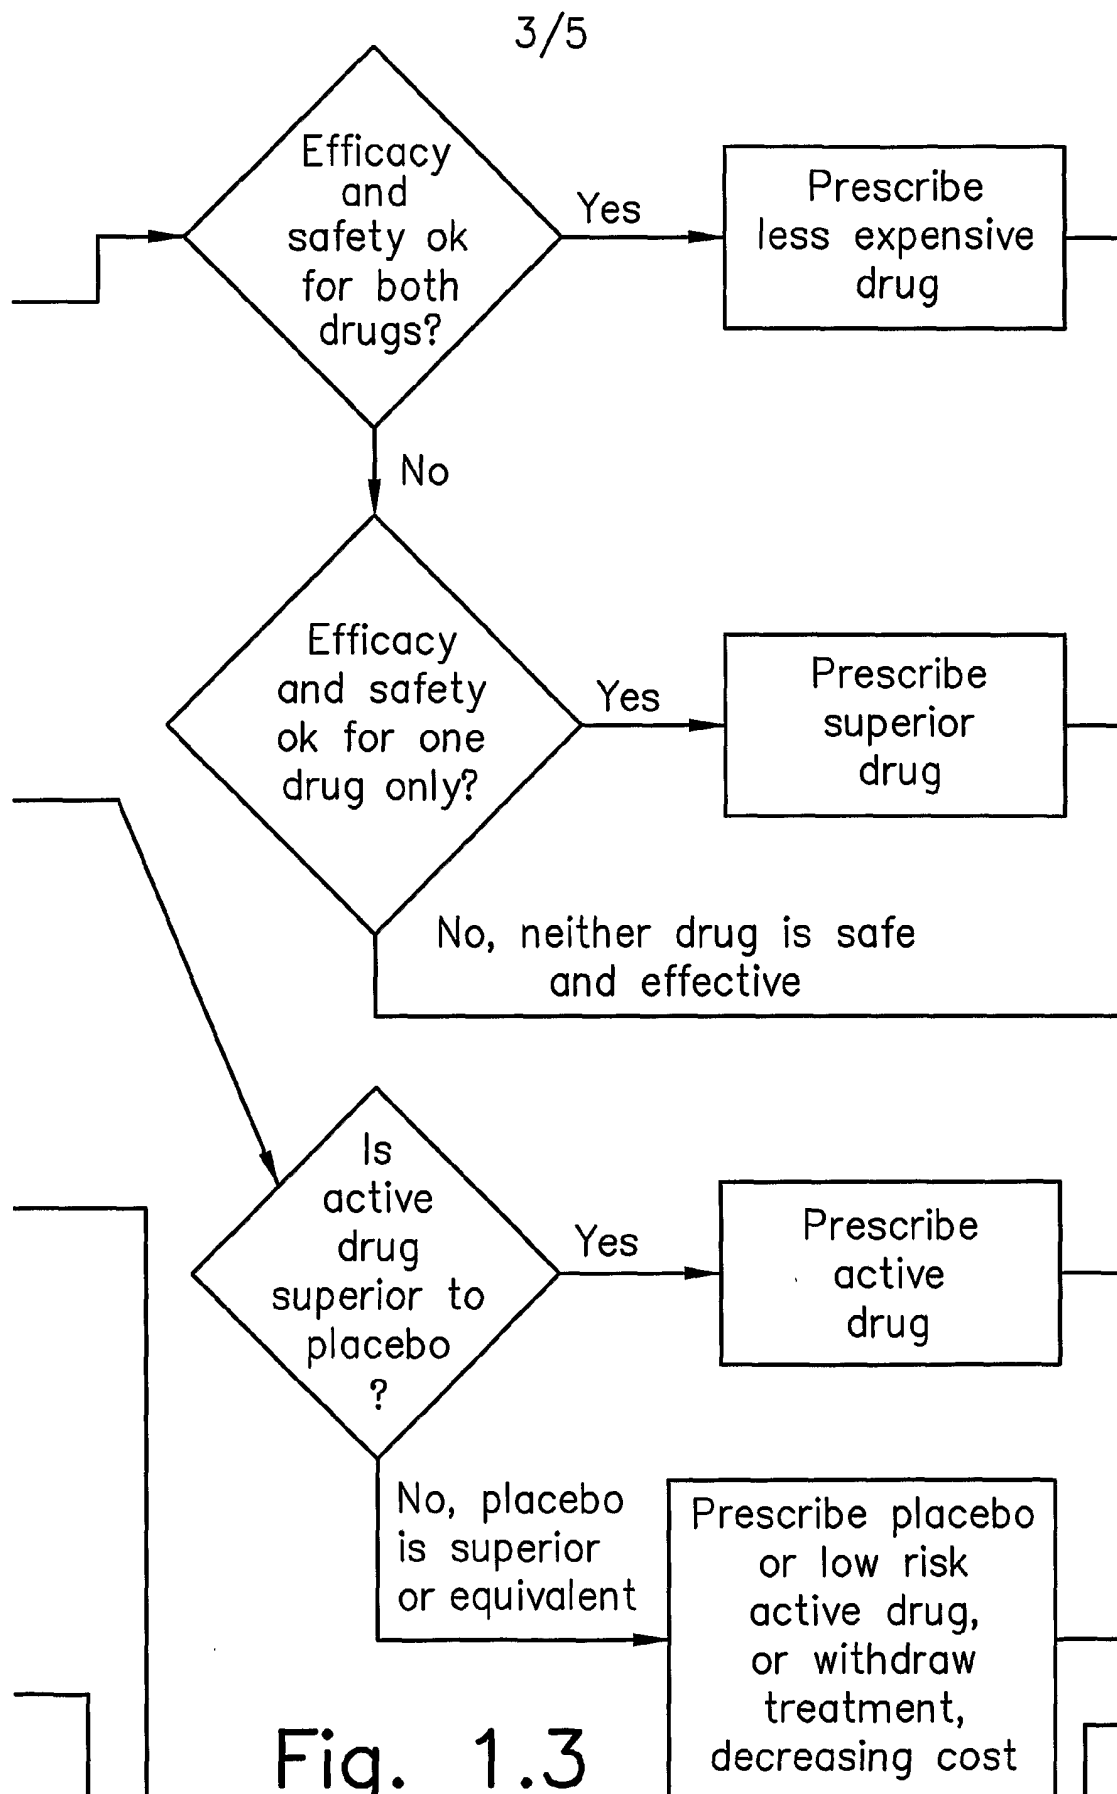 3/5
Efficacy
and
safety ok
for both
drugs?
Yes
Prescribe
less expensive
drug
No
Efficacy
and safety
ok for one
drug only?
Yes
Prescribe
superior
drug
No, neither drug is safe
and effective
Is
active
drug
superior to
placebo
?
Yes
Prescribe
active
drug
No, placebo
is superior
or equivalent
Prescribe placebo
or low risk
active drug,
or withdraw
treatment,
decreasing cost
Fig. 1.3